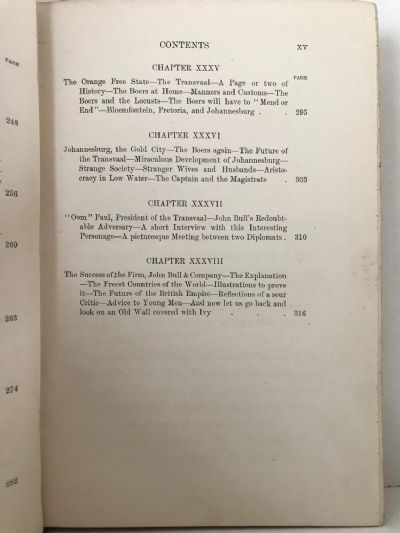 CONTENTS xv
PAGE
248
256
269
263
274
282
CHAPTER XXXV
PAGE
The Orange Free State—The Transvaal—A Page or two of
History—The Boers at Home—Manners and Customs—The
Boers and the Locusts—The Boers will have to "Mend or
End"—Bloemfontein, Pretoria, and Johannesburg . . 295
CHAPTER XXXVI
Johannesburg, the Gold City—The Boers again—The Future of
the Transvaal—Miraculous Development of Johannesburg—
Strange Society—Stranger Wives and Husbands—Aristo-
cracy in Low Water—The Captain and the Magistrate . 303
CHAPTER XXXVII
"Oom" Paul, President of the Transvaal—John Bull's Redoubt-
able Adversary—A short Interview with this Interesting
Personage—A picturesque Meeting between two Diplomats . 310
CHAPTER XXXVIII
The Success of the Firm, John Bull & Company—The Explanation
—The Freest Countries of the World—Illustrations to prove
it—The Future of the British Empire—Reflections of a sour
Critic—Advice to Young Men—And now let us go back and
look on an Old Wall covered with Ivy . . . 316